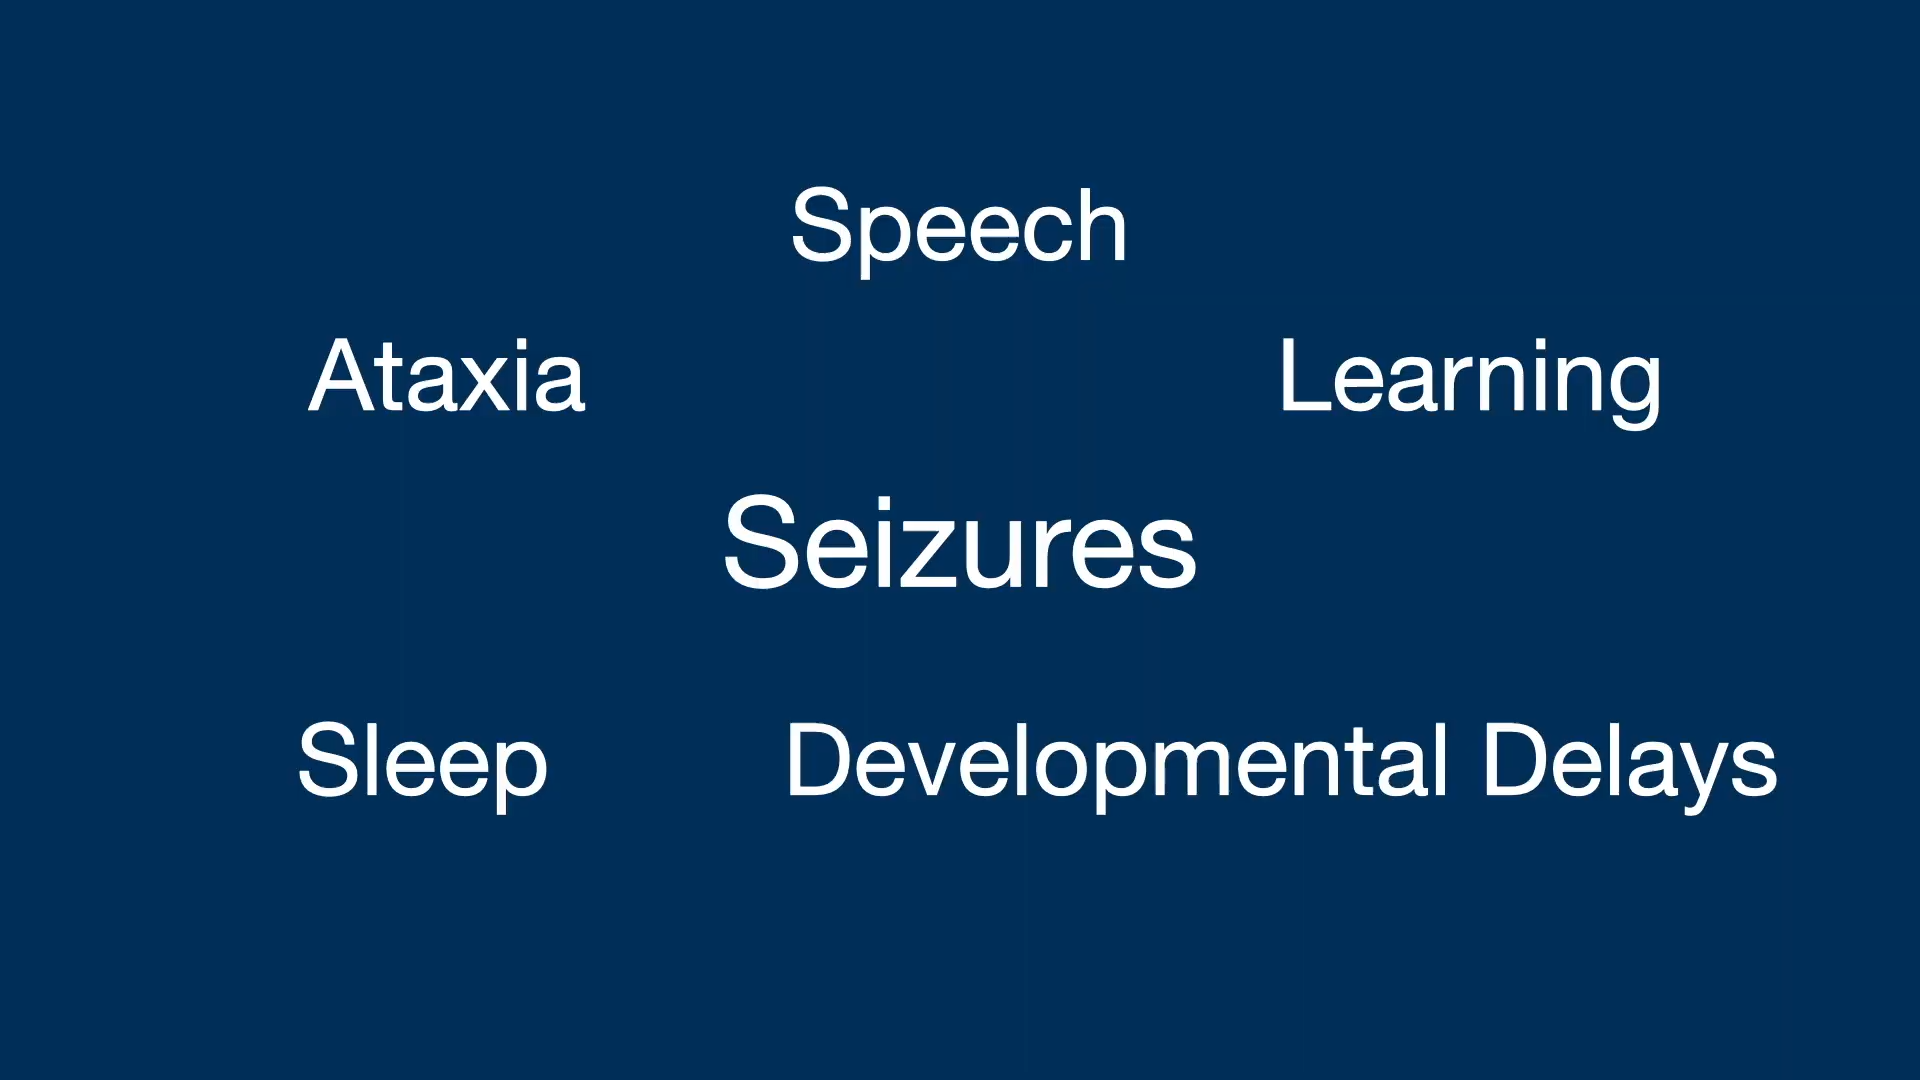 Speech
Ataxia
Learning
Seizures
Sleep
Developmental Delays